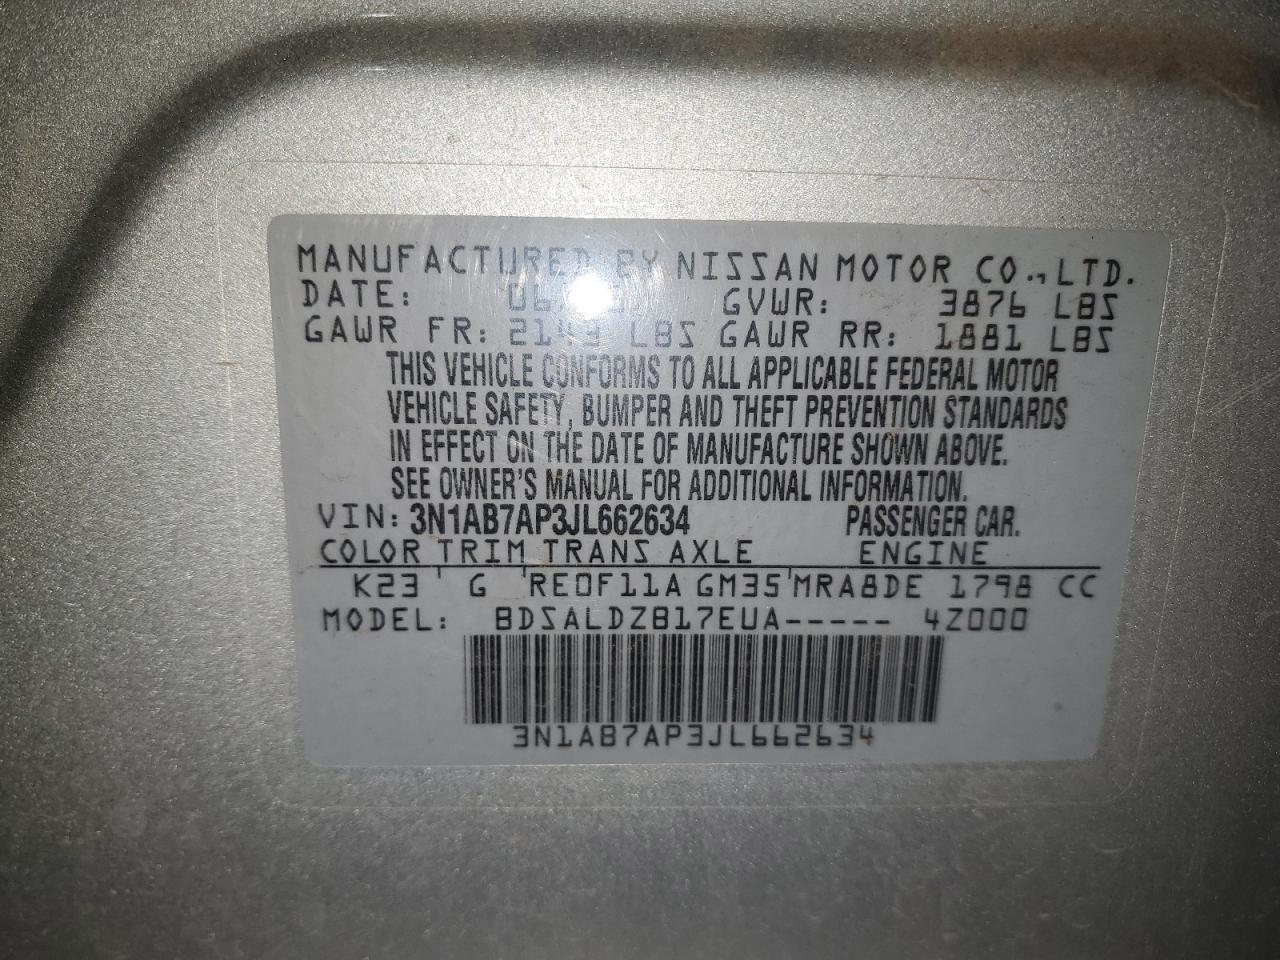 MANUFACTURED BY NISSAN MOTOR CO., LTD.
DATE: GVWR: 3876 LBS
GAWR FR: 2149 LBS GAWR RR: 1881 LBS
THIS VEHICLE CONFORMS TO ALL APPLICABLE FEDERAL MOTOR
VEHICLE SAFETY, BUMPER AND THEFT PREVENTION STANDARDS
IN EFFECT ON THE DATE OF MANUFACTURE SHOWN ABOVE.
SEE OWNER'S MANUAL FOR ADDITIONAL INFORMATION.
VIN: 3N1AB7AP3JL662634 PASSENGER CAR.
COLOR TRIM TRANS AXLE ENGINE
K23 G RE0F11A GM35 MRA8DE 1798 CC
MODEL: BDSALDZB17EUA----- 4Z000
3N1AB7AP3JL662634